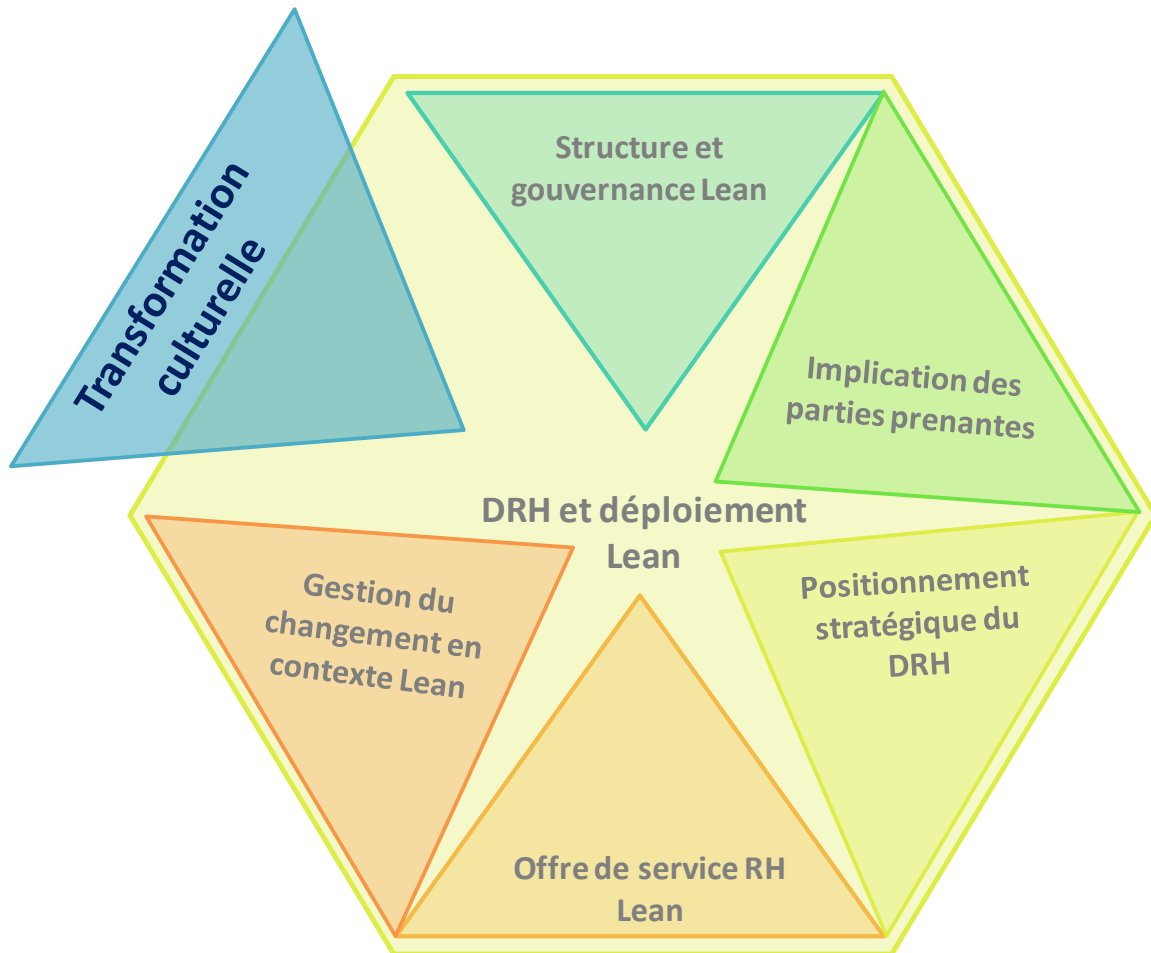 Transformation
culturelle
Structure et
gouvernance Lean
Implication des
parties prenantes
DRH et déploiement
Lean
Gestion du
changement en
contexte Lean
Positionnement
stratégique du
DRH
Offre de service RH
Lean